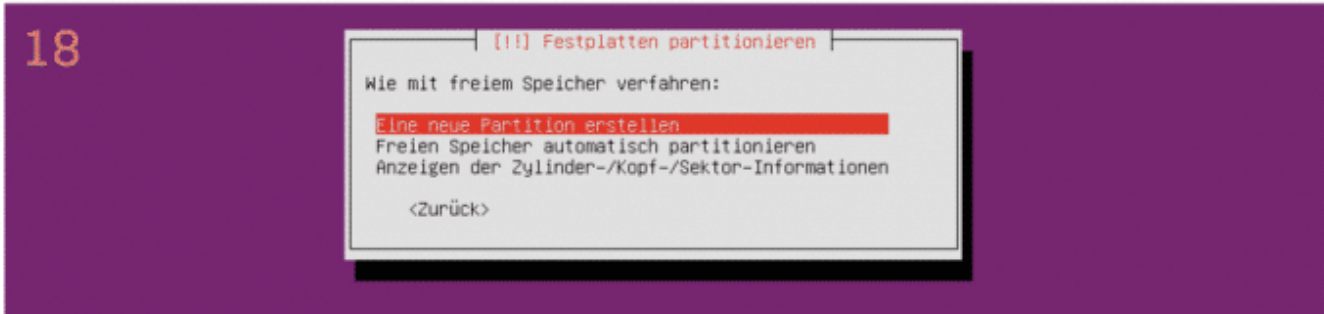 18
[!!] Festplatten partitionieren
Wie mit freiem Speicher verfahren:
Eine neue Partition erstellen
Freien Speicher automatisch partitionieren
Anzeigen der Zylinder-/Kopf-/Sektor-Informationen
<Zurück>